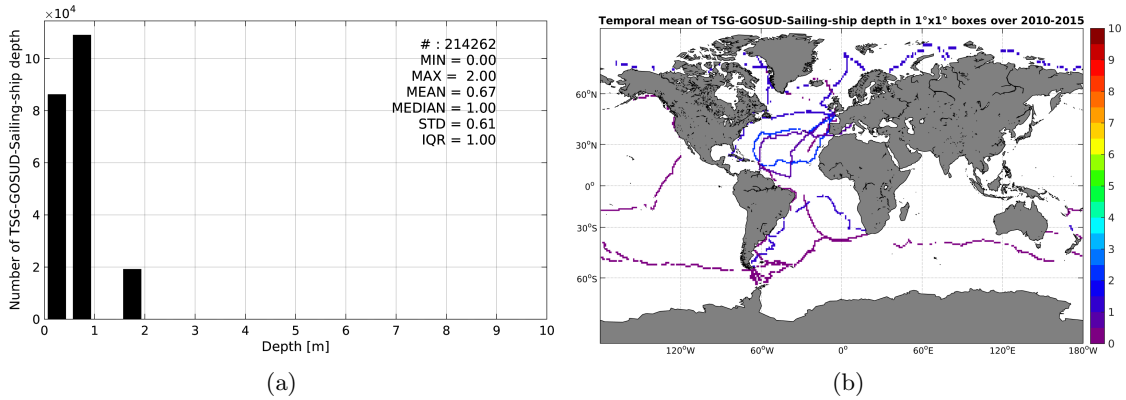 ×10⁴
10
8
6
4
2
0
Number of TSG-GOSUD-Sailing-ship depth
# : 214262
MIN = 0.00
MAX = 2.00
MEAN = 0.67
MEDIAN = 1.00
STD = 0.61
IQR = 1.00
0 1 2 3 4 5 6 7 8 9 10
Depth [m]
(a)
Temporal mean of TSG-GOSUD-Sailing-ship depth in 1°x1° boxes over 2010-2015
60°N
30°N
0°
30°S
60°S
120°W 60°W 0° 60°E 120°E 180°W
10
9
8
7
6
5
4
3
2
1
0
(b)